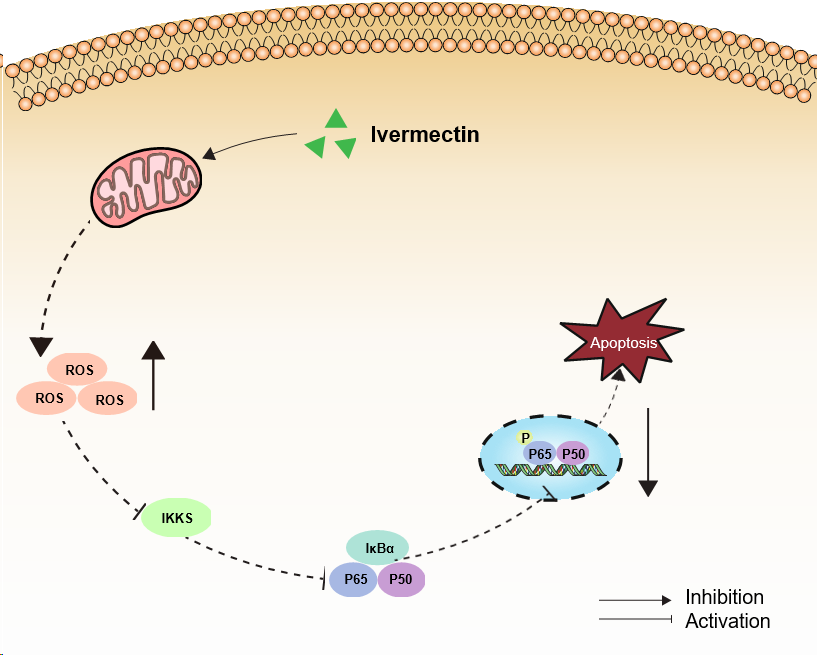 Ivermectin
Apoptosis
ROS
ROS
ROS
P
P65
P50
IKKS
IκBα
P65
P50
Inhibition
Activation